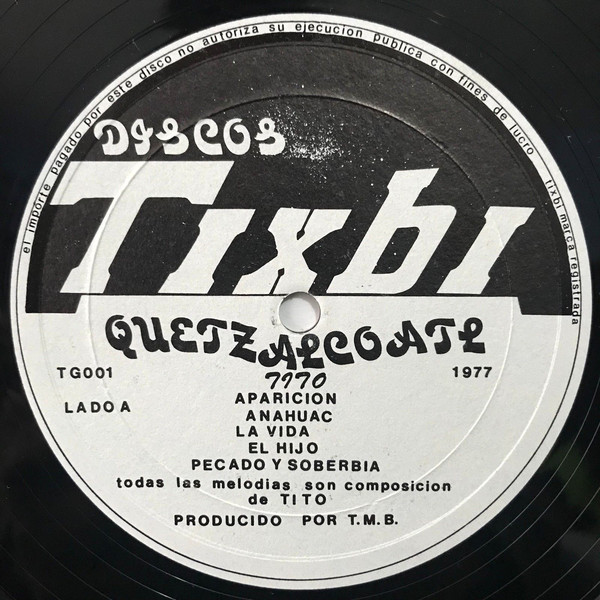 el importe pagado por este disco no autoriza su ejecucion publica con fines de lucro tixbi marca registrada
DISCOS
Tixbi
QUETZALCOATL
TITO
TG001
1977
LADO A
APARICION
ANAHUAC
LA VIDA
EL HIJO
PECADO Y SOBERBIA
todas las melodias son composicion
de TITO
PRODUCIDO POR T.M.B.